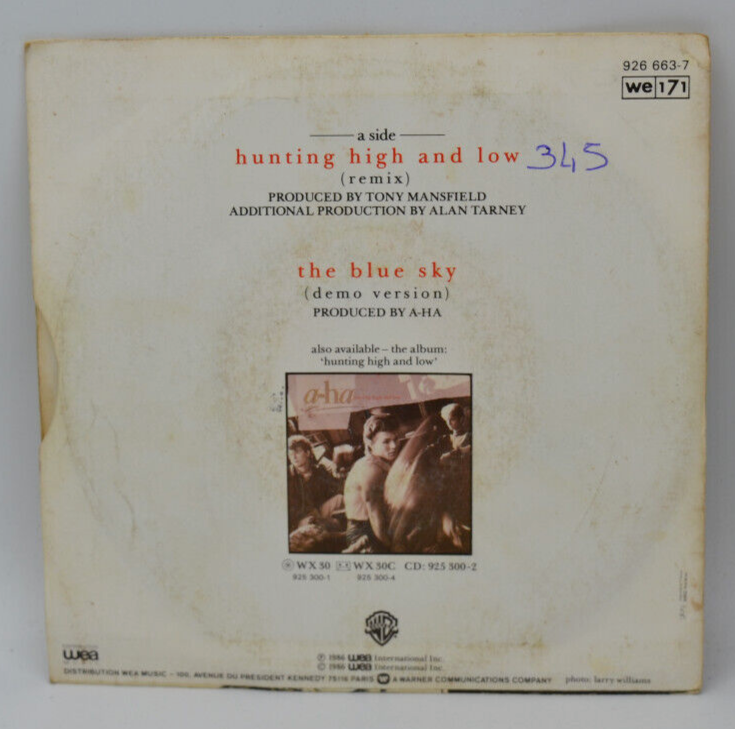 926 663-7
we 171
a side
hunting high and low 345
(remix)
PRODUCED BY TONY MANSFIELD
ADDITIONAL PRODUCTION BY ALAN TARNEY
the blue sky
(demo version)
PRODUCED BY A-HA
also available – the album:
'hunting high and low'
a-ha
WX 30 WX 30C CD: 925 300-2
925 300-1 925 300-4
wea
℗ 1986 wea International Inc.
© 1986 wea International Inc.
DISTRIBUTION WEA MUSIC – 100, AVENUE DU PRESIDENT KENNEDY 75116 PARIS A WARNER COMMUNICATIONS COMPANY photo: larry williams